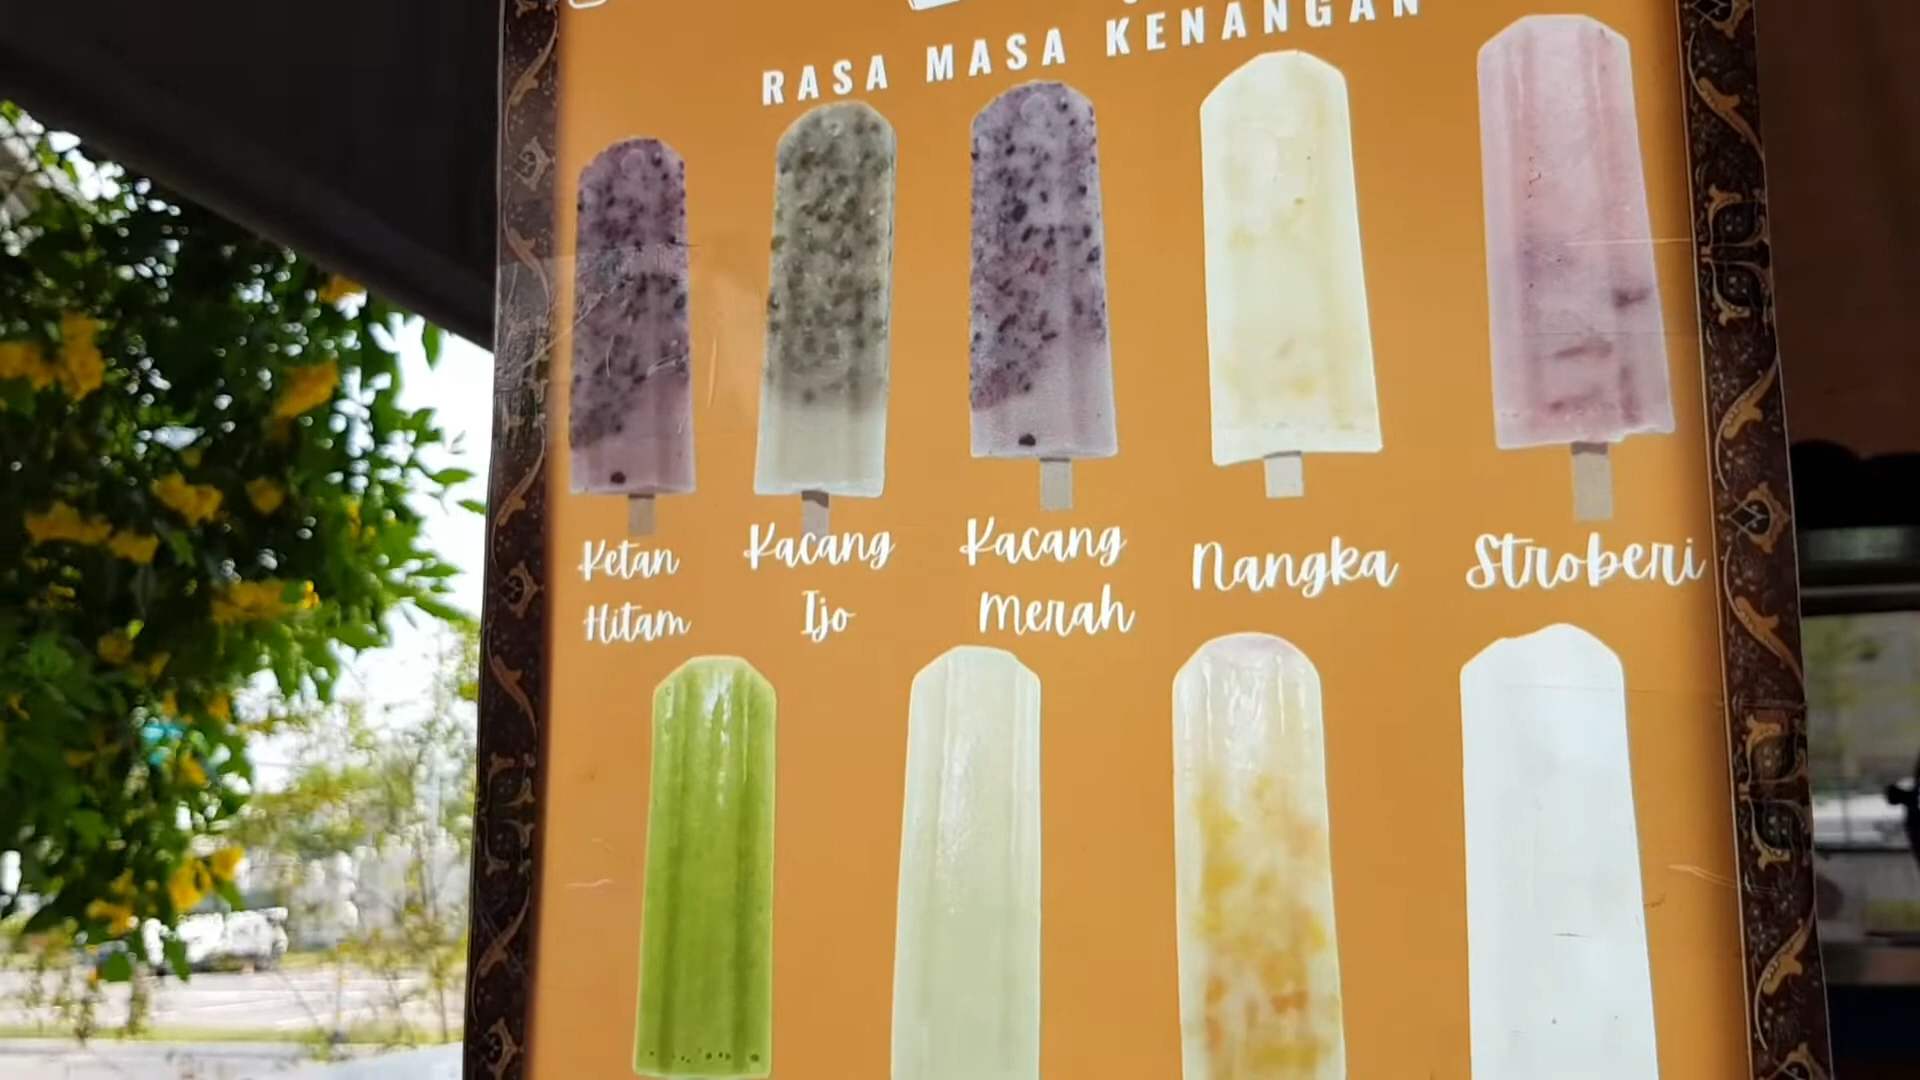 RASA MASA KENANGAN
Ketan
Hitam
Kacang
Ijo
Kacang
Merah
Nangka
Stroberi